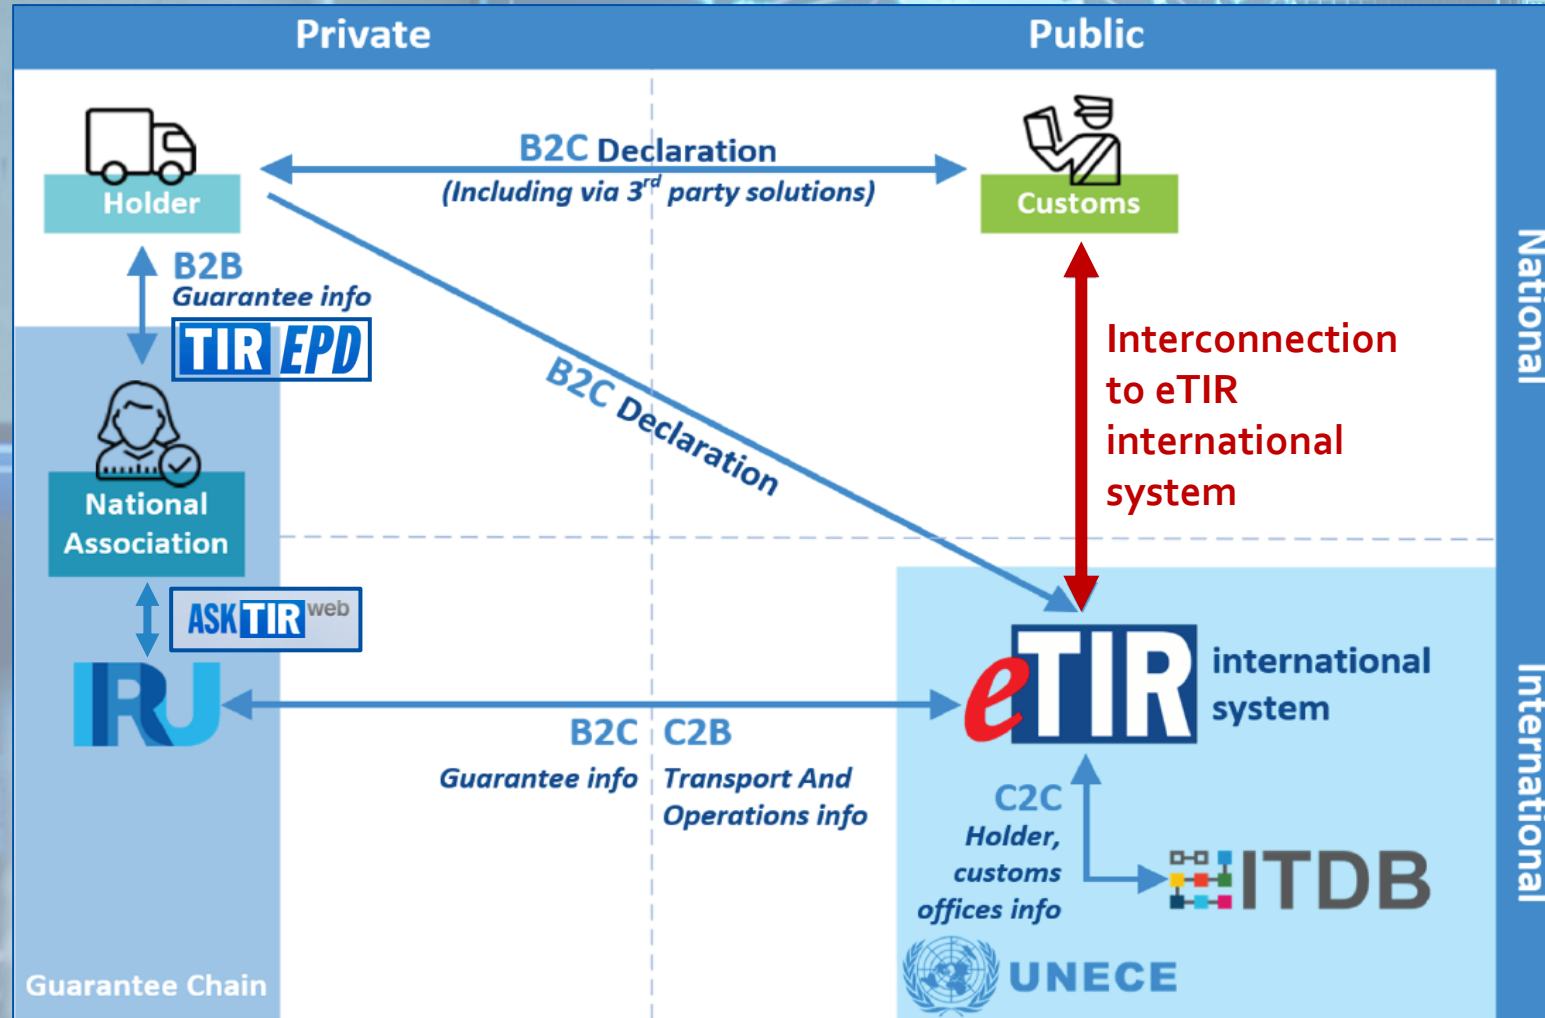 Private
Public
National
International
Holder
B2C Declaration
(Including via 3rd party solutions)
Customs
B2B
Guarantee info
TIR EPD
B2C Declaration
Interconnection
to eTIR
international
system
National
Association
ASK TIR web
IRU
eTIR
international
system
B2C
C2B
Guarantee info
Transport And
Operations info
C2C
Holder,
customs
offices info
ITDB
UNECE
Guarantee Chain